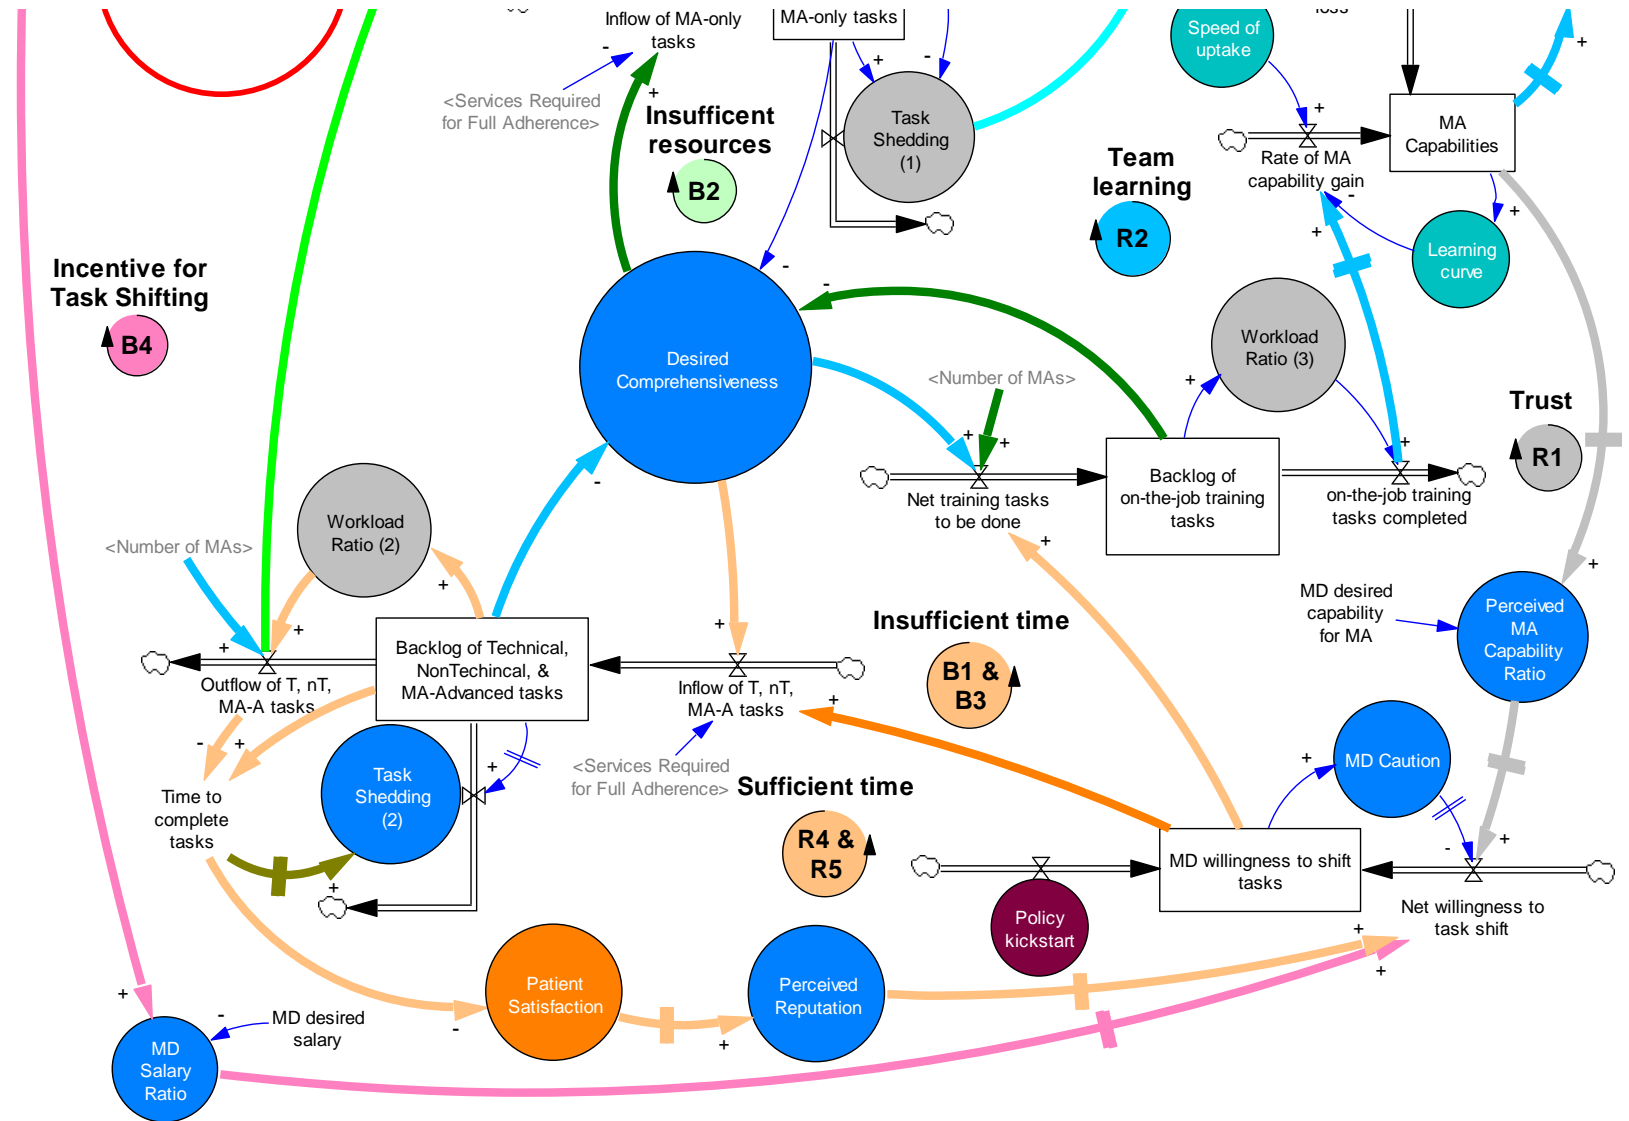 Inflow of MA-only
tasks
MA-only tasks
loss
Speed of
uptake
-
+
-
+
<Services Required
for Full Adherence>
+
Insufficent
resources
B2
Task
Shedding
(1)
+
MA
Capabilities
Rate of MA
capability gain
-
+
Team
learning
R2
+
Learning
curve
Incentive for
Task Shifting
B4
-
-
Desired
Comprehensiveness
Workload
Ratio (3)
<Number of MAs>
+
Trust
R1
+
+
+
Backlog of
on-the-job training
tasks
Net training tasks
to be done
on-the-job training
tasks completed
-
Workload
Ratio (2)
<Number of MAs>
+
+
+
MD desired
capability
for MA
Perceived
MA
Capability
Ratio
Insufficient time
B1 &
B3
+
+
+
Backlog of Technical,
NonTechincal, &
MA-Advanced tasks
Outflow of T, nT,
MA-A tasks
Inflow of T, nT,
MA-A tasks
+
-
+
<Services Required
for Full Adherence>
Sufficient time
R4 &
R5
+
Task
Shedding
(2)
Time to
complete
tasks
+
MD Caution
+
-
+
MD willingness to shift
tasks
Net willingness to
task shift
Policy
kickstart
+
+
+
Patient
Satisfaction
Perceived
Reputation
+
-
MD desired
salary
-
+
MD
Salary
Ratio